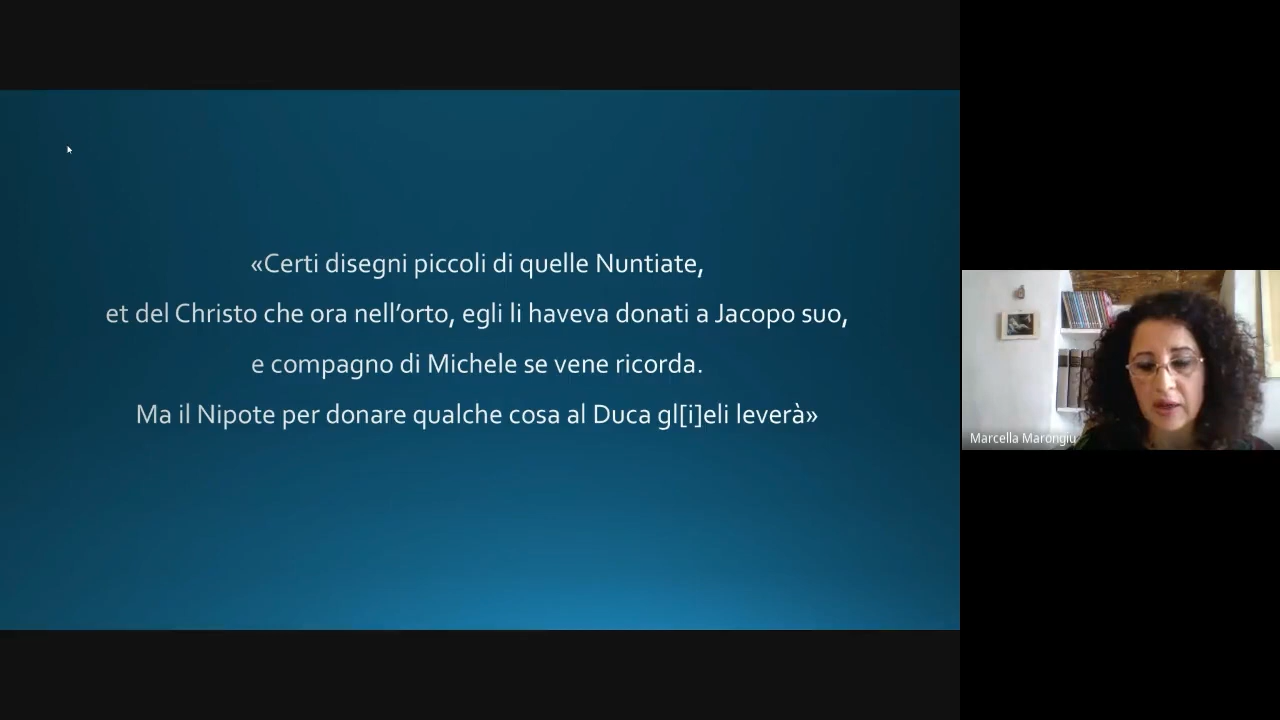 «Certi disegni piccoli di quelle Nuntiate,
et del Christo che ora nell’orto, egli li haveva donati a Jacopo suo,
e compagno di Michele se vene ricorda.
Ma il Nipote per donare qualche cosa al Duca gl[i]eli leverà»
Marcella Marongiu